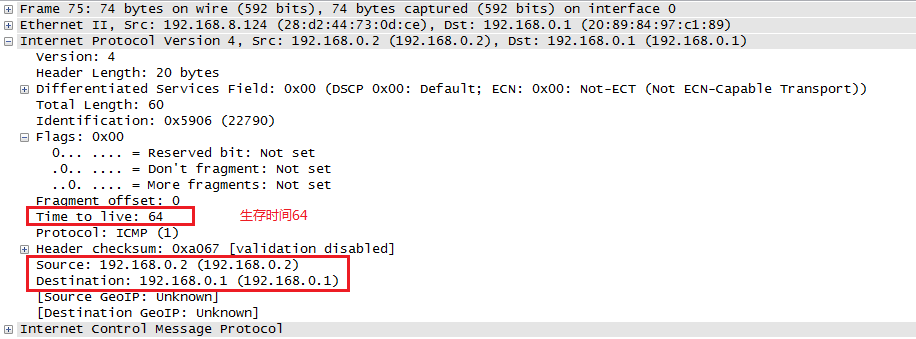 Frame 75: 74 bytes on wire (592 bits), 74 bytes captured (592 bits) on interface 0
Ethernet II, Src: 192.168.8.124 (28:d2:44:73:0d:ce), Dst: 192.168.0.1 (20:89:84:97:c1:89)
Internet Protocol Version 4, Src: 192.168.0.2 (192.168.0.2), Dst: 192.168.0.1 (192.168.0.1)
Version: 4
Header Length: 20 bytes
Differentiated Services Field: 0x00 (DSCP 0x00: Default; ECN: 0x00: Not-ECT (Not ECN-Capable Transport))
Total Length: 60
Identification: 0x5906 (22790)
Flags: 0x00
0... .... = Reserved bit: Not set
.0.. .... = Don't fragment: Not set
..0. .... = More fragments: Not set
Fragment offset: 0
Time to live: 64 生存时间64
Protocol: ICMP (1)
Header checksum: 0xa067 [validation disabled]
Source: 192.168.0.2 (192.168.0.2)
Destination: 192.168.0.1 (192.168.0.1)
[Source GeoIP: Unknown]
[Destination GeoIP: Unknown]
Internet Control Message Protocol